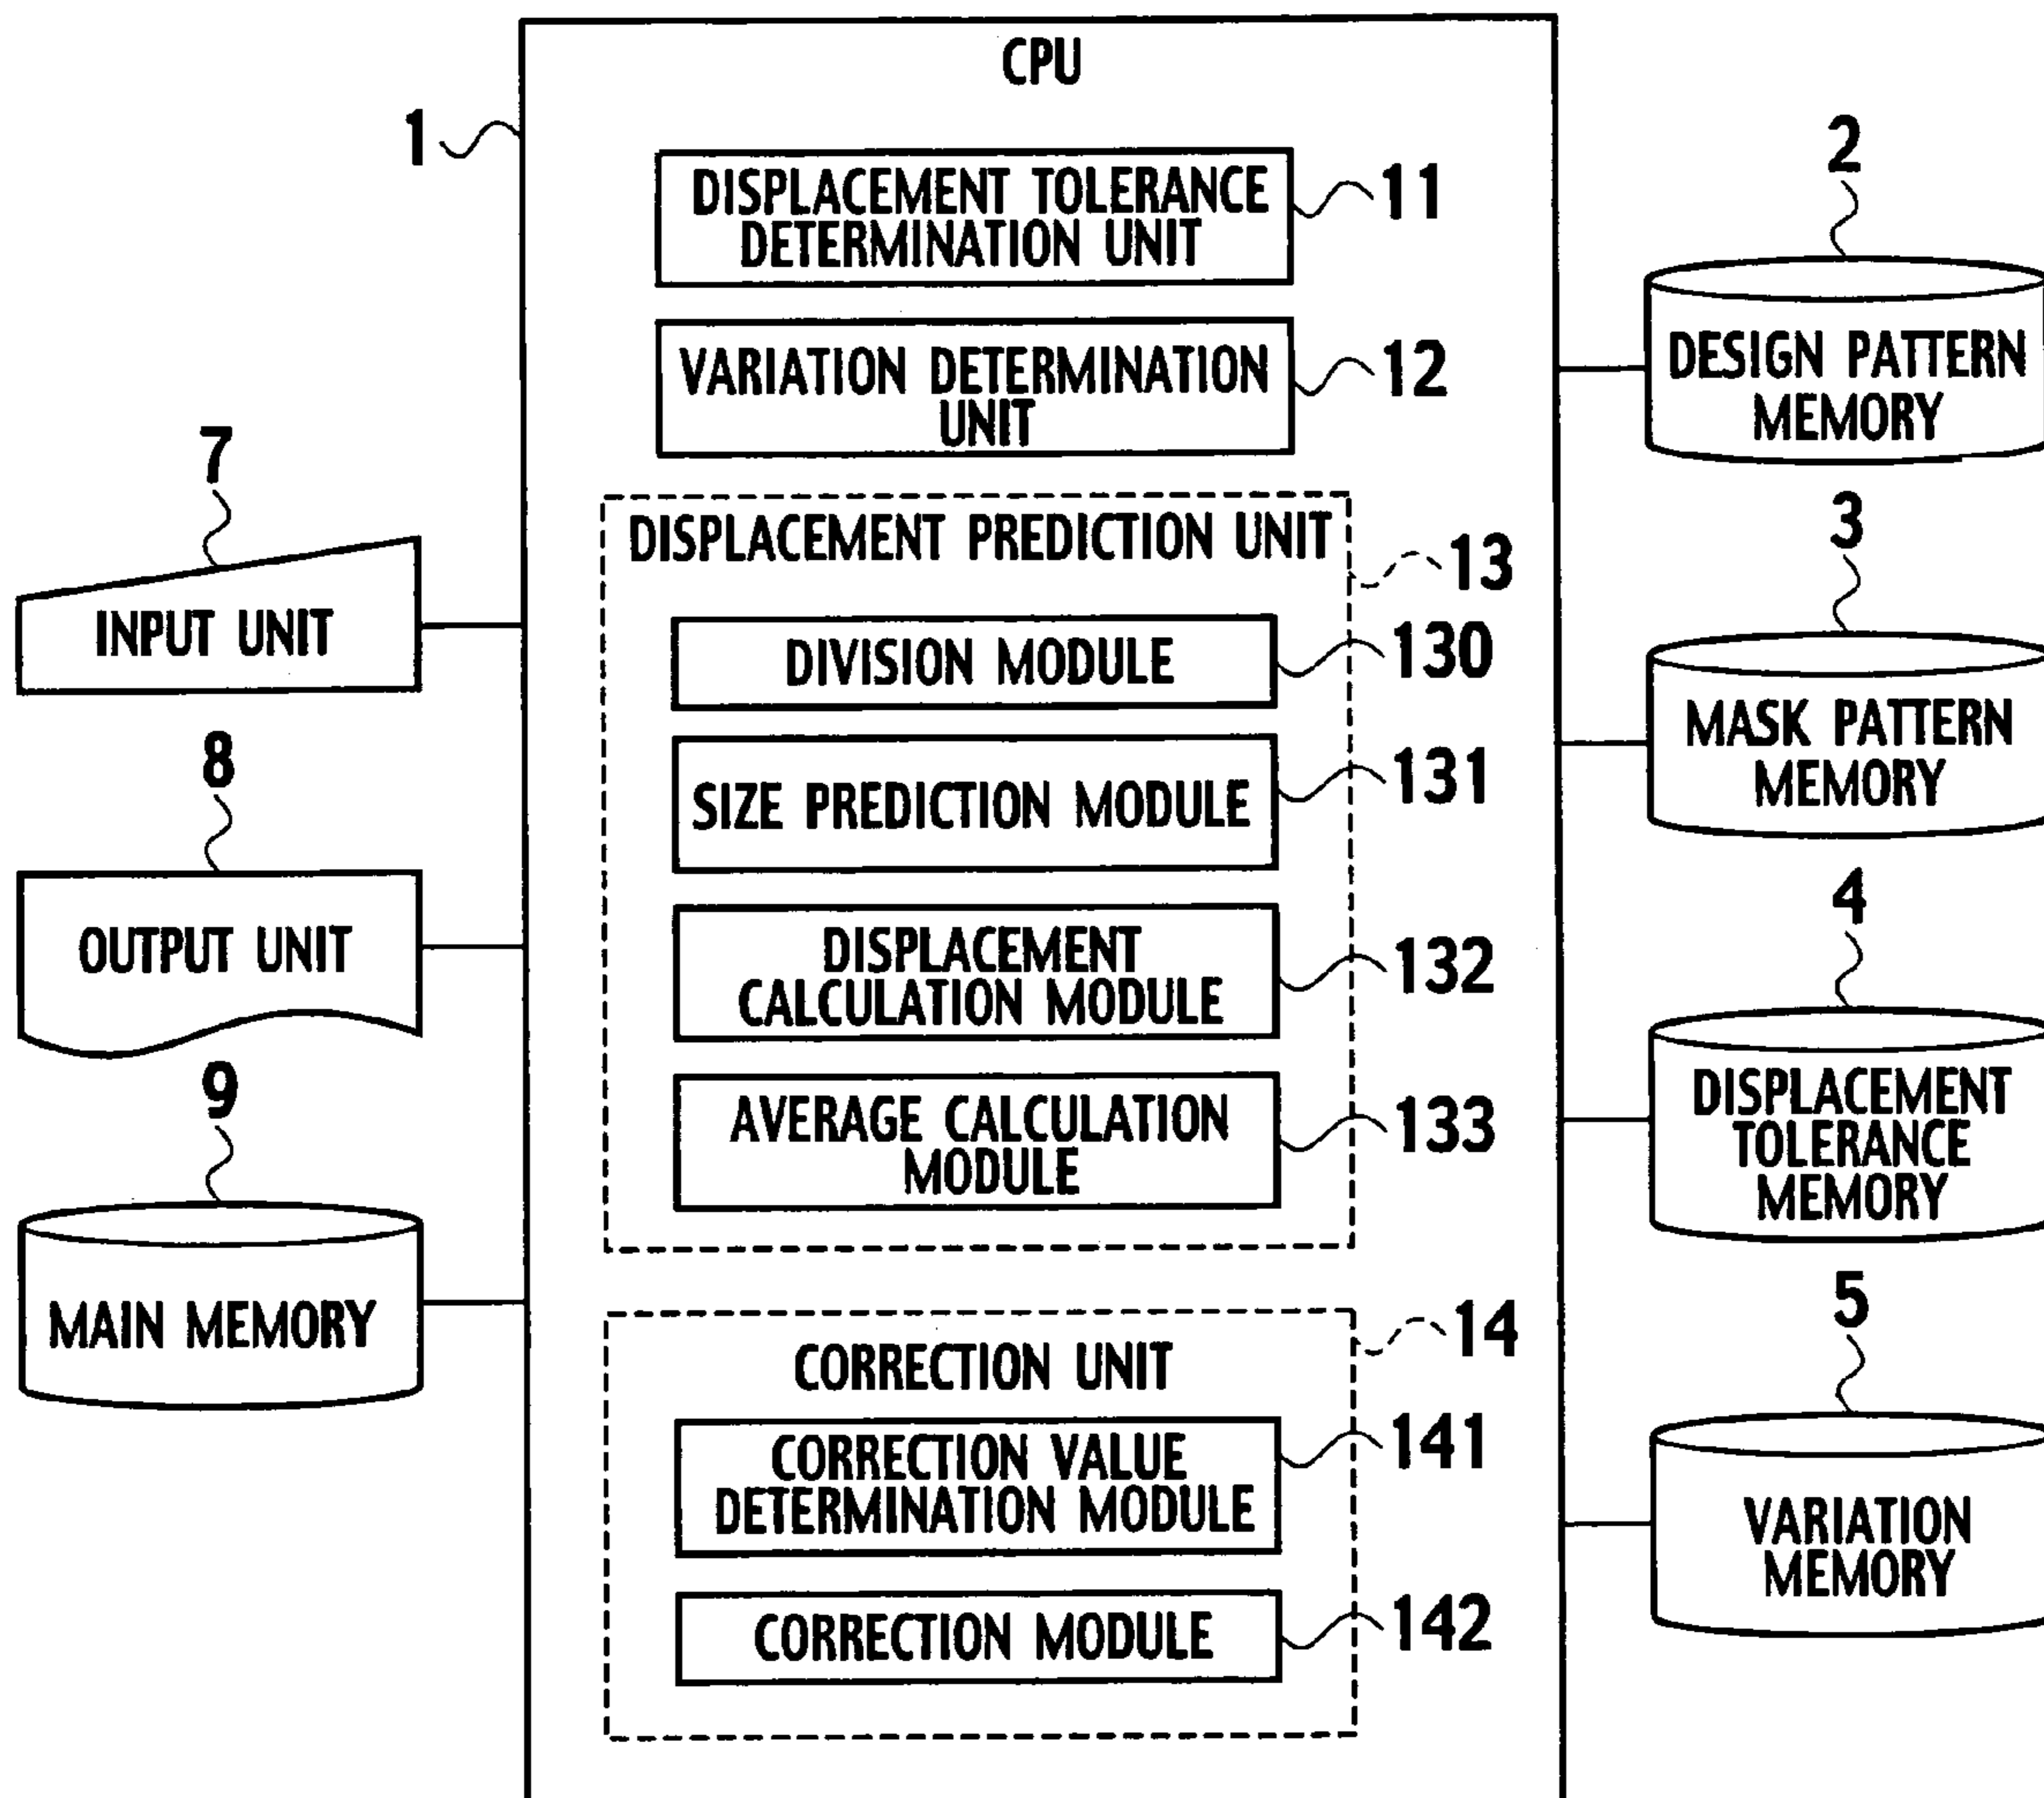 CPU
1
DISPLACEMENT TOLERANCE
DETERMINATION UNIT
11
VARIATION DETERMINATION
UNIT
12
DISPLACEMENT PREDICTION UNIT
13
DIVISION MODULE
130
SIZE PREDICTION MODULE
131
DISPLACEMENT
CALCULATION MODULE
132
AVERAGE CALCULATION
MODULE
133
CORRECTION UNIT
14
CORRECTION VALUE
DETERMINATION MODULE
141
CORRECTION MODULE
142
7
INPUT UNIT
8
OUTPUT UNIT
9
MAIN MEMORY
2
DESIGN PATTERN
MEMORY
3
MASK PATTERN
MEMORY
4
DISPLACEMENT
TOLERANCE
MEMORY
5
VARIATION
MEMORY